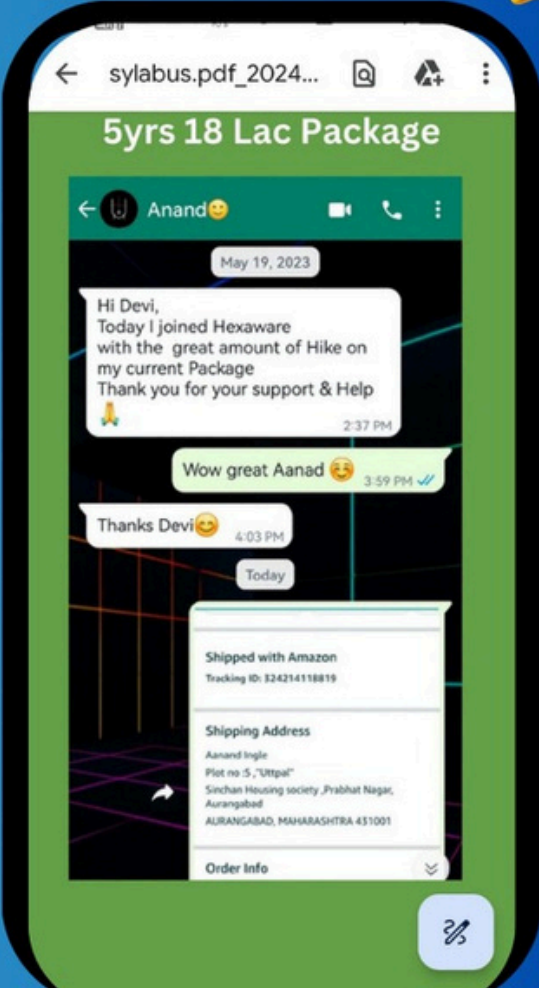 sylabus.pdf_2024...
5yrs 18 Lac Package
Anand😊
May 19, 2023
Hi Devi,
Today I joined Hexaware
with the great amount of Hike on
my current Package
Thank you for your support & Help
🙏
2:37 PM
Wow great Aanad ☺️
3:59 PM
Thanks Devi😊
4:03 PM
Today
Shipped with Amazon
Tracking ID: 324214118819
Shipping Address
Aanand Ingle
Plot no :5 ,"Uttpal"
Sinchan Housing society ,Prabhat Nagar,
Aurangabad
AURANGABAD, MAHARASHTRA 431001
Order Info